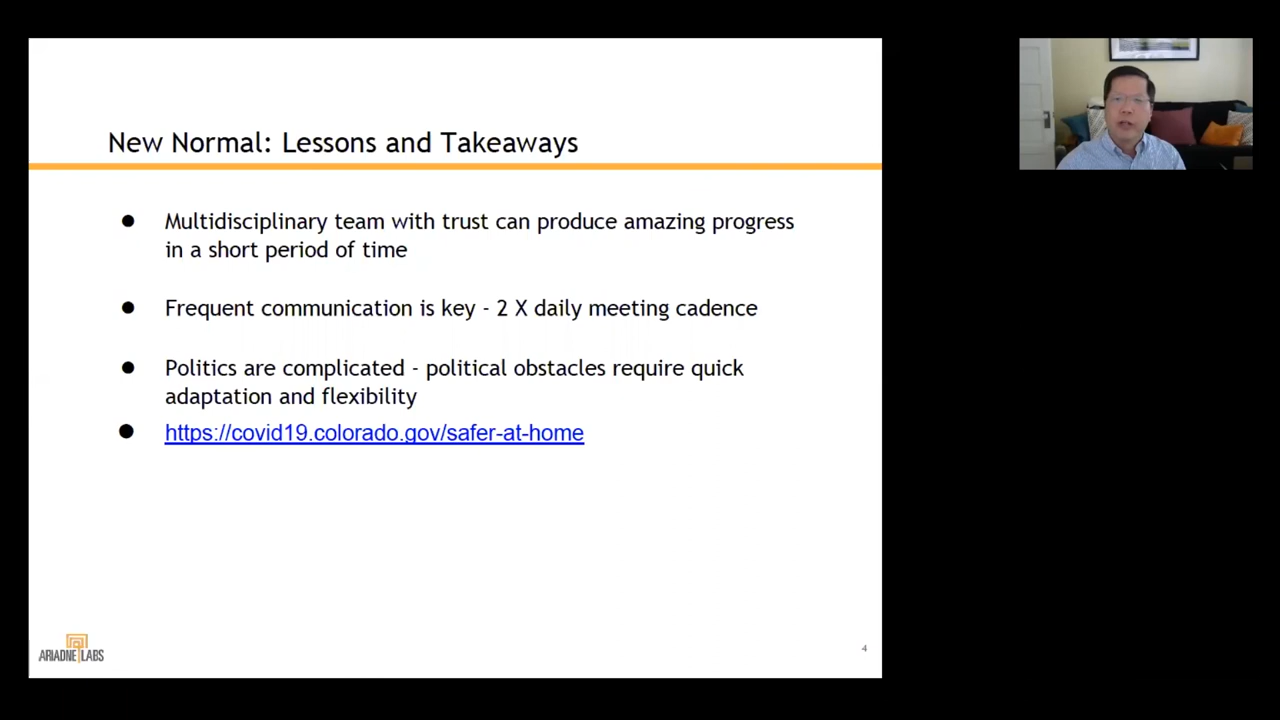 New Normal: Lessons and Takeaways
● Multidisciplinary team with trust can produce amazing progress
in a short period of time
● Frequent communication is key - 2 X daily meeting cadence
● Politics are complicated - political obstacles require quick
adaptation and flexibility
● https://covid19.colorado.gov/safer-at-home
ARIADNE LABS
4